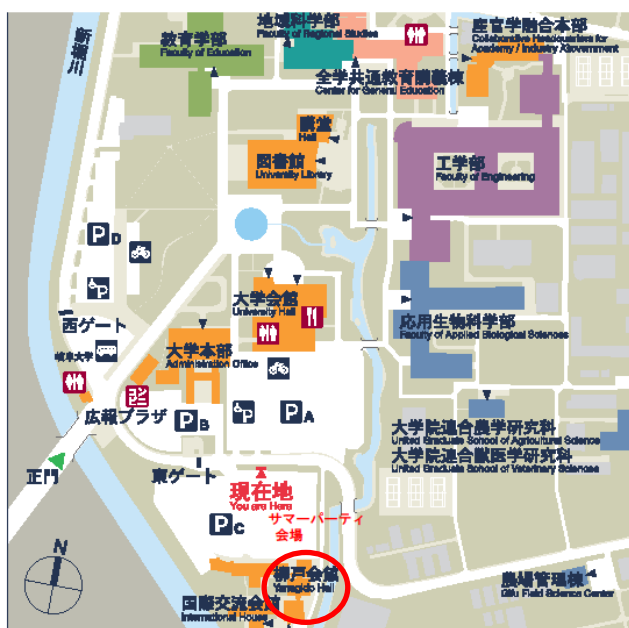 教育学部
Faculty of Education
地域科学部
Faculty of Regional Studies
産官学融合本部
Collaborative Headquarters for
Academy / Industry /Government
全学共通教育講義棟
Center for General Education
三田洞
講堂
Hall
図書館
University Library
工学部
Faculty of Engineering
P D
P
大学会館
University Hall
西ゲート
岐阜大学
大学本部
Administration Office
応用生物科学部
Faculty of Applied Biological Sciences
広報プラザ
P B
P
P A
大学院連合農学研究科
United Graduate School of Agricultural Science
大学院連合獣医学研究科
United Graduate School of Veterinary Sciences
正門
東ゲート
現在地
You are Here
P C
サマーパーティ
会場
N
柳戸会館
Yanagido Hall
国際交流会館
International House
農場管理棟
Gifu Field Science Center